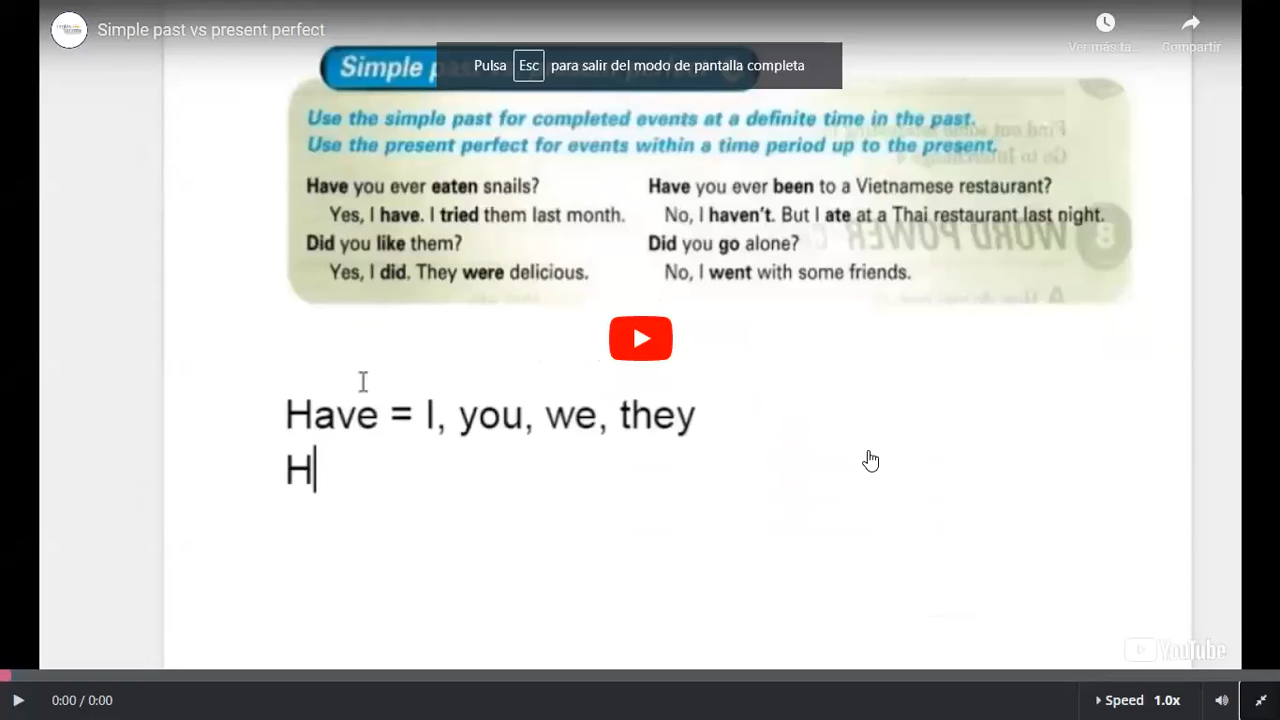 Simple past vs present perfect
Ver más ta...
Compartir
Pulsa Esc para salir del modo de pantalla completa
Simple
Use the simple past for completed events at a definite time in the past.
Use the present perfect for events within a time period up to the present.
Have you ever eaten snails?
Yes, I have. I tried them last month.
Did you like them?
Yes, I did. They were delicious.
Have you ever been to a Vietnamese restaurant?
No, I haven't. But I ate at a Thai restaurant last night.
Did you go alone?
No, I went with some friends.
Have = I, you, we, they
H
YouTube
0:00 / 0:00
Speed 1.0x